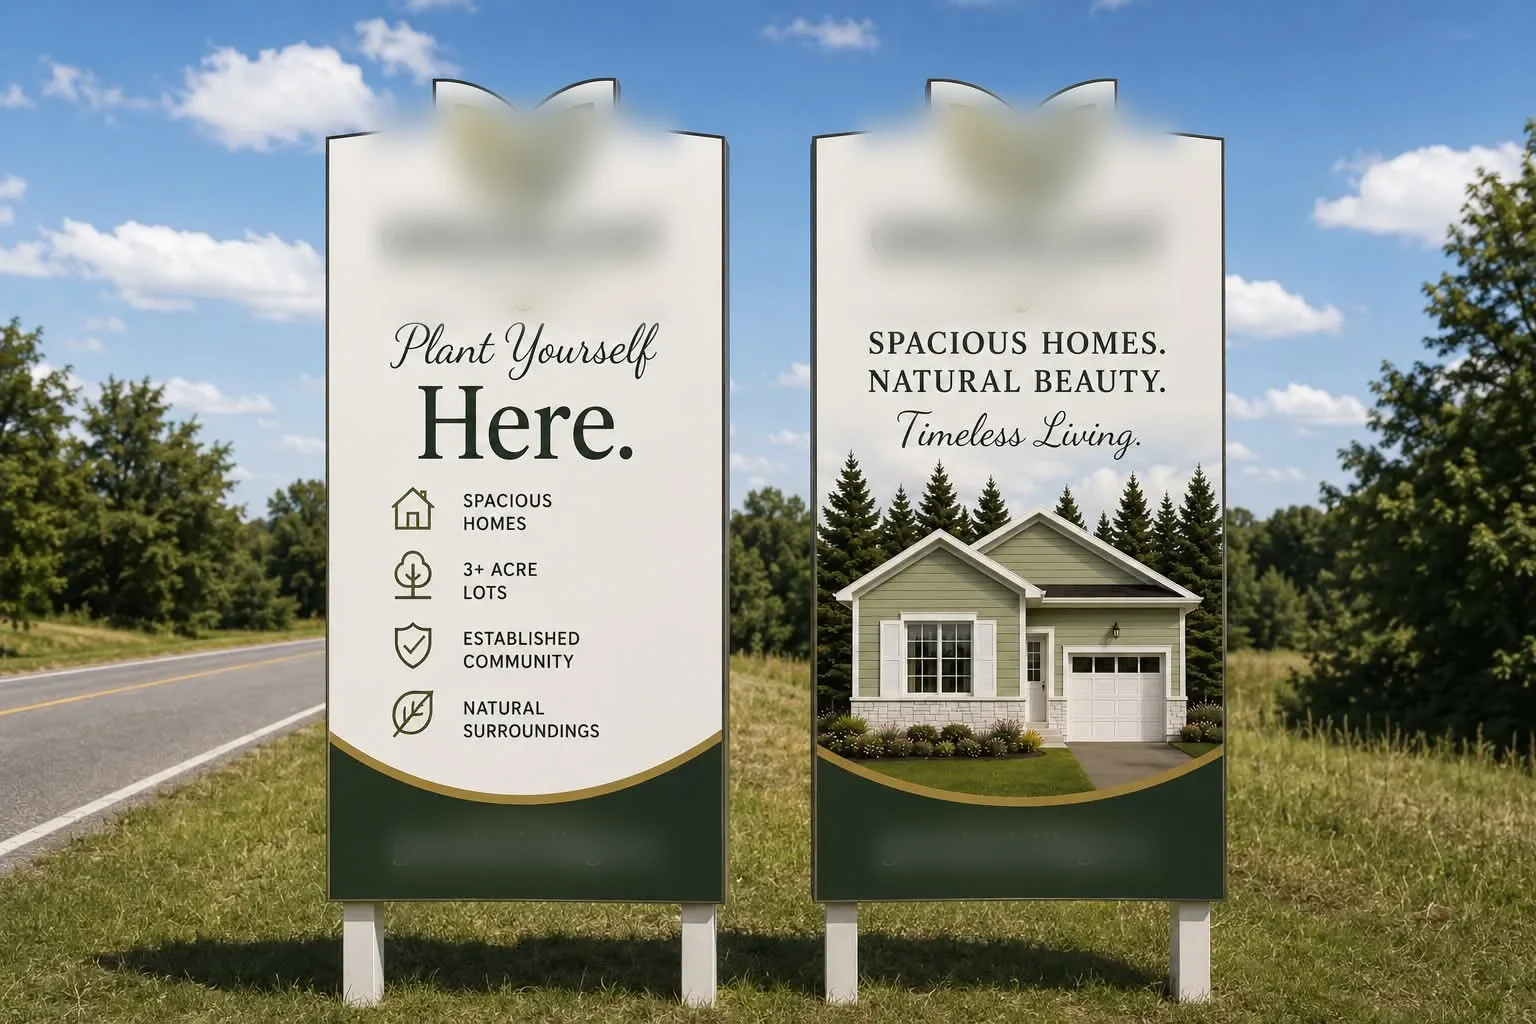 Plant Yourself
Here.
SPACIOUS
HOMES
3+ ACRE
LOTS
ESTABLISHED
COMMUNITY
NATURAL
SURROUNDINGS
SPACIOUS HOMES.
NATURAL BEAUTY.
Timeless Living.